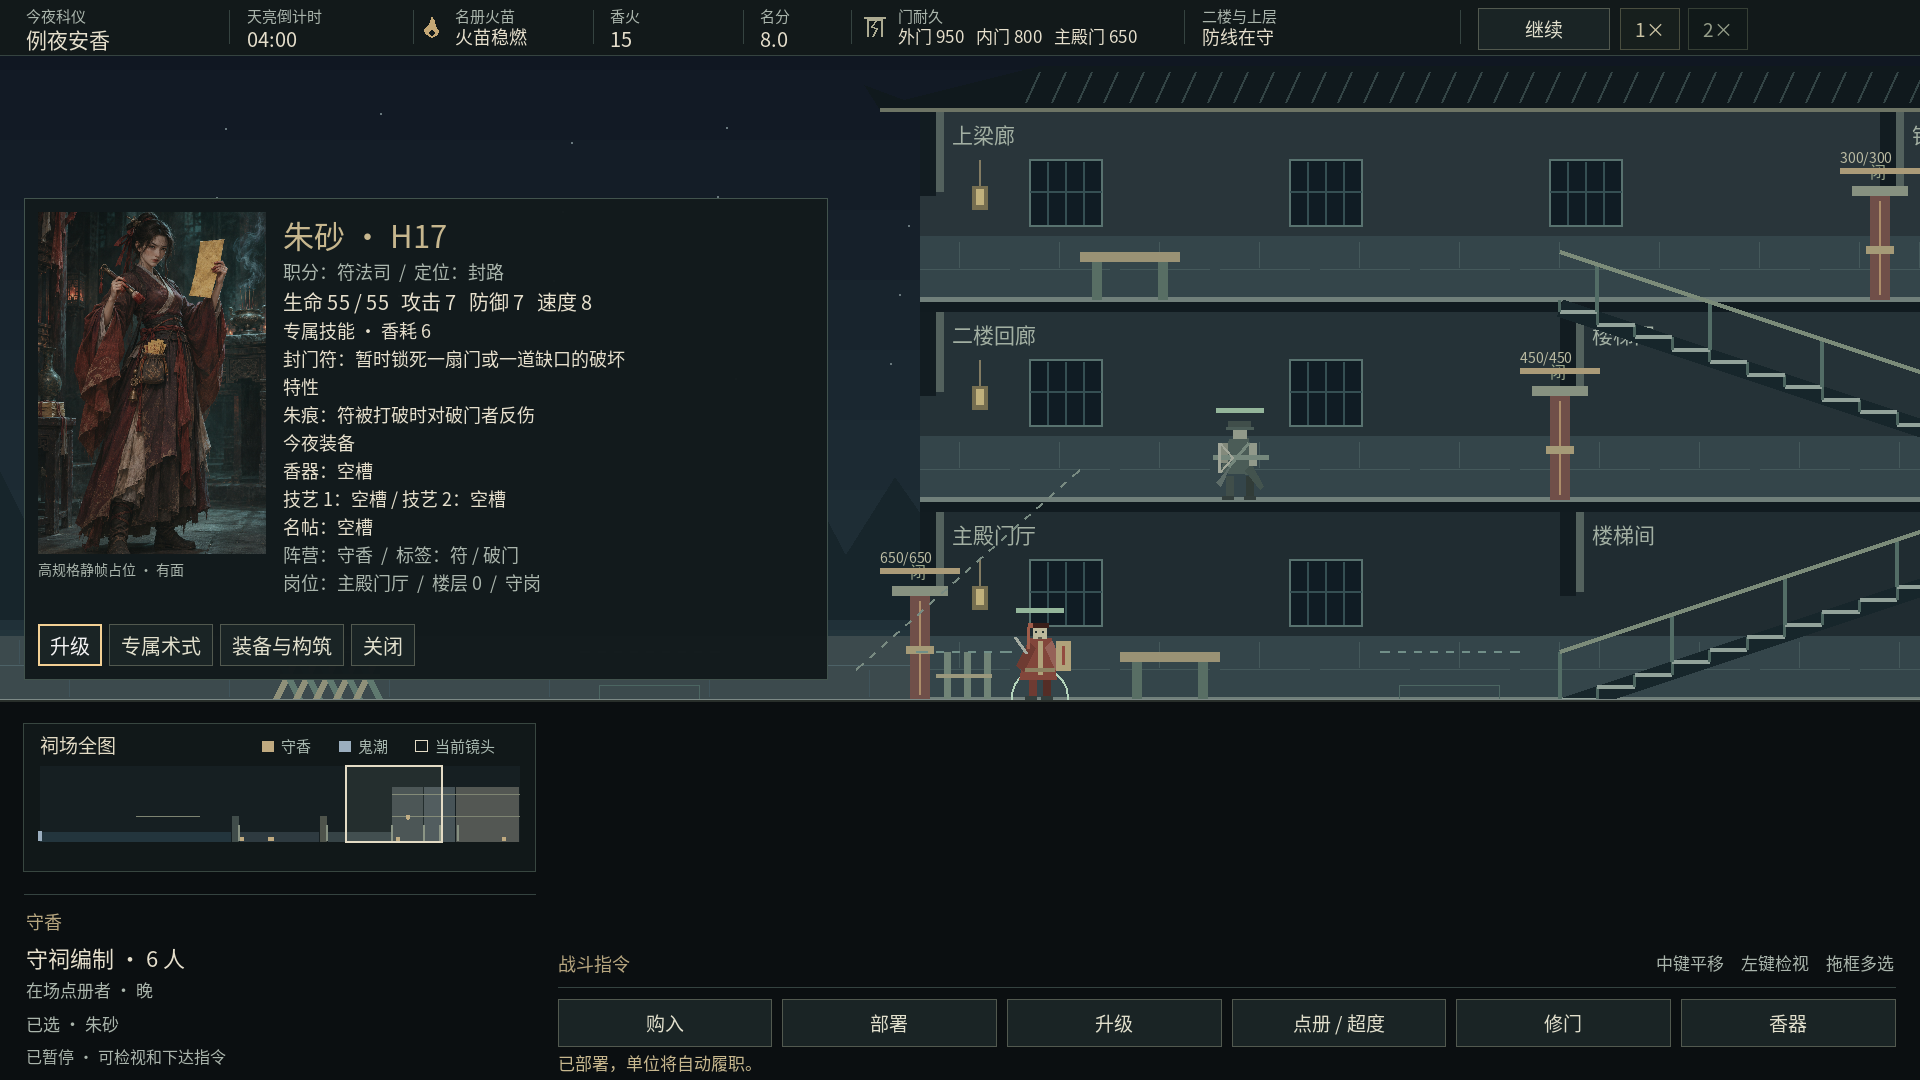 今夜科仪
例夜安香
天亮倒计时
04:00
名册火苗
火苗稳燃
香火
15
名分
8.0
门耐久
外门 950 内门 800 主殿门 650
二楼与上层
防线在守
继续
1×
2×
上梁廊
300/300
闭
二楼回廊
450/450
闭
主殿门厅
650/650
闭
楼梯间
朱砂 · H17
职分：符法司 / 定位：封路
生命 55 / 55 攻击 7 防御 7 速度 8
专属技能 · 香耗 6
封门符：暂时锁死一扇门或一道缺口的破坏
特性
朱痕：符被打破时对破门者反伤
今夜装备
香器：空槽
技艺 1：空槽 / 技艺 2：空槽
名帖：空槽
阵营：守香 / 标签：符 / 破门
岗位：主殿门厅 / 楼层 0 / 守岗
高规格静帧占位 · 有面
升级
专属术式
装备与构筑
关闭
祠场全图
守香
鬼潮
当前镜头
守香
守祠编制 · 6 人
在场点册者 · 晚
已选 · 朱砂
已暂停 · 可检视和下达指令
战斗指令
中键平移 左键检视 拖框多选
购入
部署
升级
点册 / 超度
修门
香器
已部署，单位将自动履职。